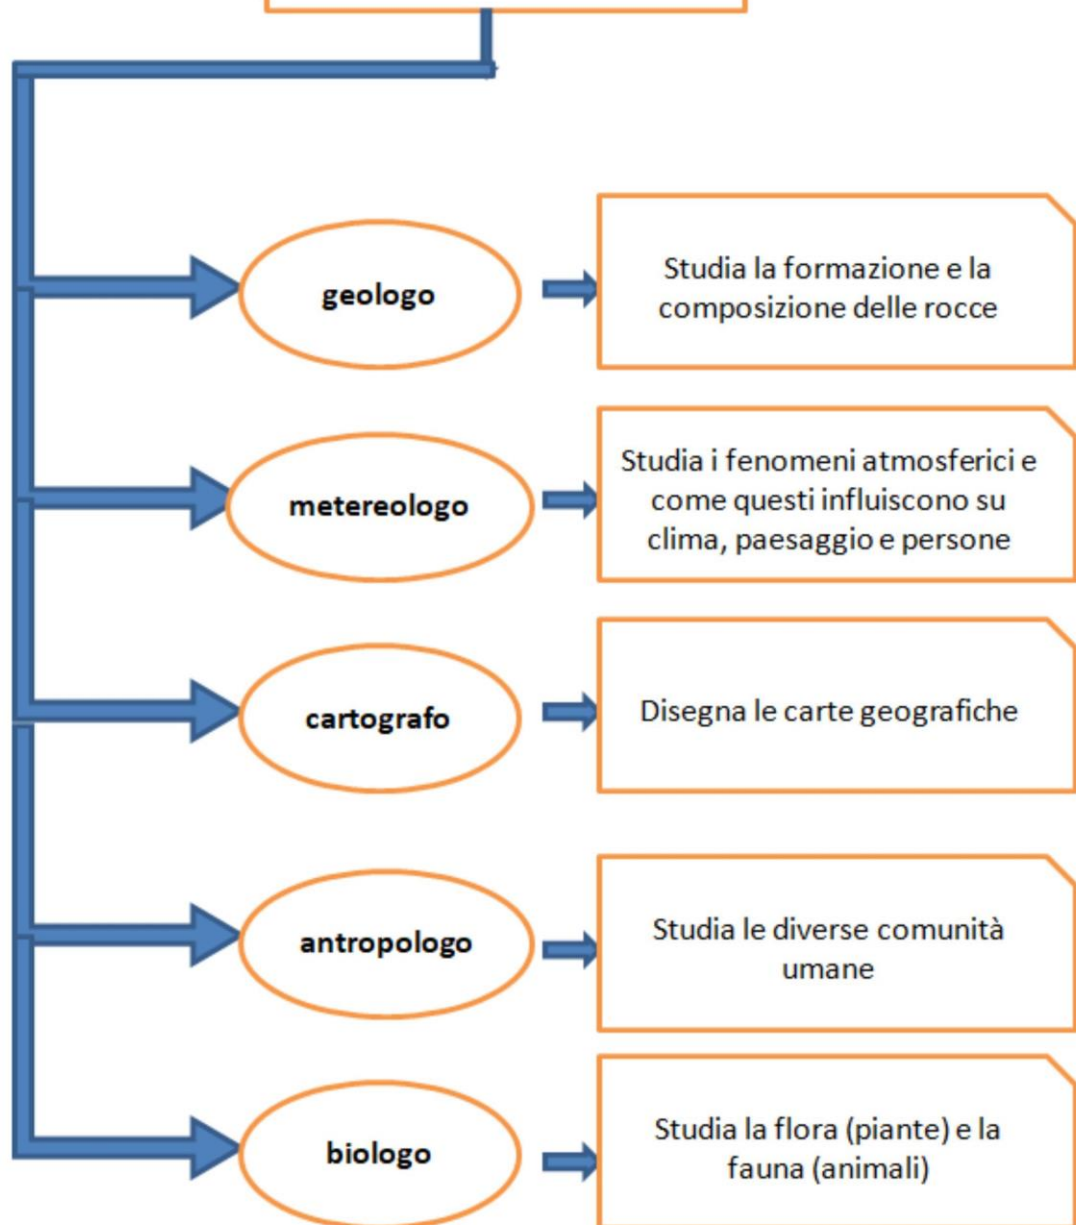 geologo
Studia la formazione e la
composizione delle rocce
metereologo
Studia i fenomeni atmosferici e
come questi influiscono su
clima, paesaggio e persone
cartografo
Disegna le carte geografiche
antropologo
Studia le diverse comunità
umane
biologo
Studia la flora (piante) e la
fauna (animali)